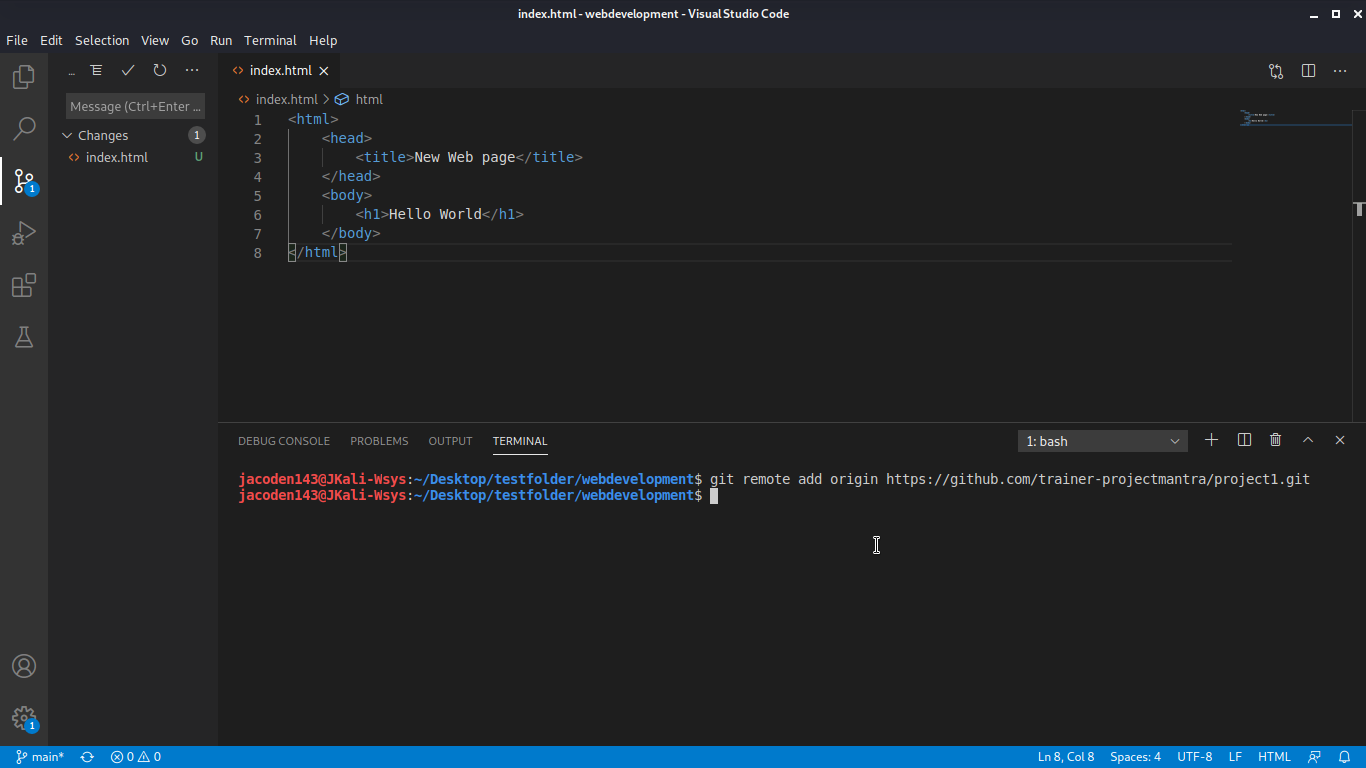 index.html - webdevelopment - Visual Studio Code
File Edit Selection View Go Run Terminal Help
... index.html
Message (Ctrl+Enter ...
index.html > html
Changes 1
index.html U
1 <html>
2 <head>
3 <title>New Web page</title>
4 </head>
5 <body>
6 <h1>Hello World</h1>
7 </body>
8 </html>
1
DEBUG CONSOLE PROBLEMS OUTPUT TERMINAL 1: bash
jacoden143@JKali-Wsys:~/Desktop/testfolder/webdevelopment$ git remote add origin https://github.com/trainer-projectmantra/project1.git
jacoden143@JKali-Wsys:~/Desktop/testfolder/webdevelopment$
1
main* 0 0 Ln 8, Col 8 Spaces: 4 UTF-8 LF HTML